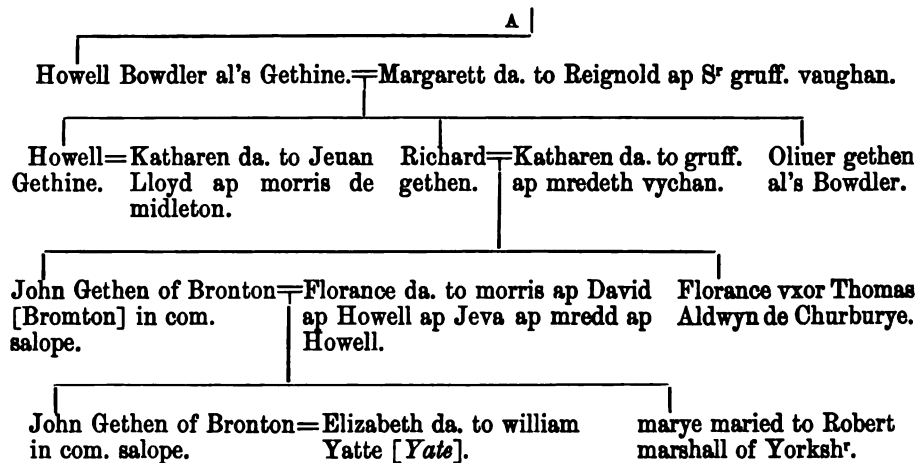 A
Howell Bowdler al's Gethine.=Margarett da. to Reignold ap Sʳ gruff. vaughan.
Howell=Katharen da. to Jeuan
Gethine. Lloyd ap morris de
midleton.
Richard=Katharen da. to gruff.
gethen. ap mredeth vychan.
Oliuer gethen
al's Bowdler.
John Gethen of Bronton=Florance da. to morris ap David
[Bromton] in com. ap Howell ap Jeva ap mredd ap
salope. Howell.
Florance vxor Thomas
Aldwyn de Churburye.
John Gethen of Bronton=Elizabeth da. to william
in com. salope. Yatte [Yate].
marye maried to Robert
marshall of Yorkshʳ.